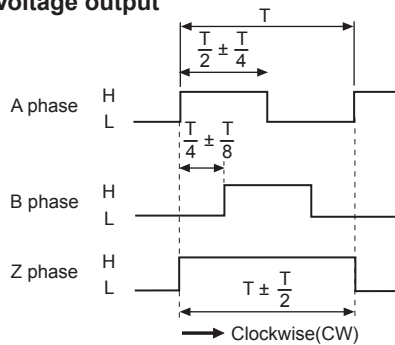 voltage output
T
T/2 ± T/4
A phase H
L
T/4 ± T/8
B phase H
L
Z phase H
L
T ± T/2
Clockwise(CW)